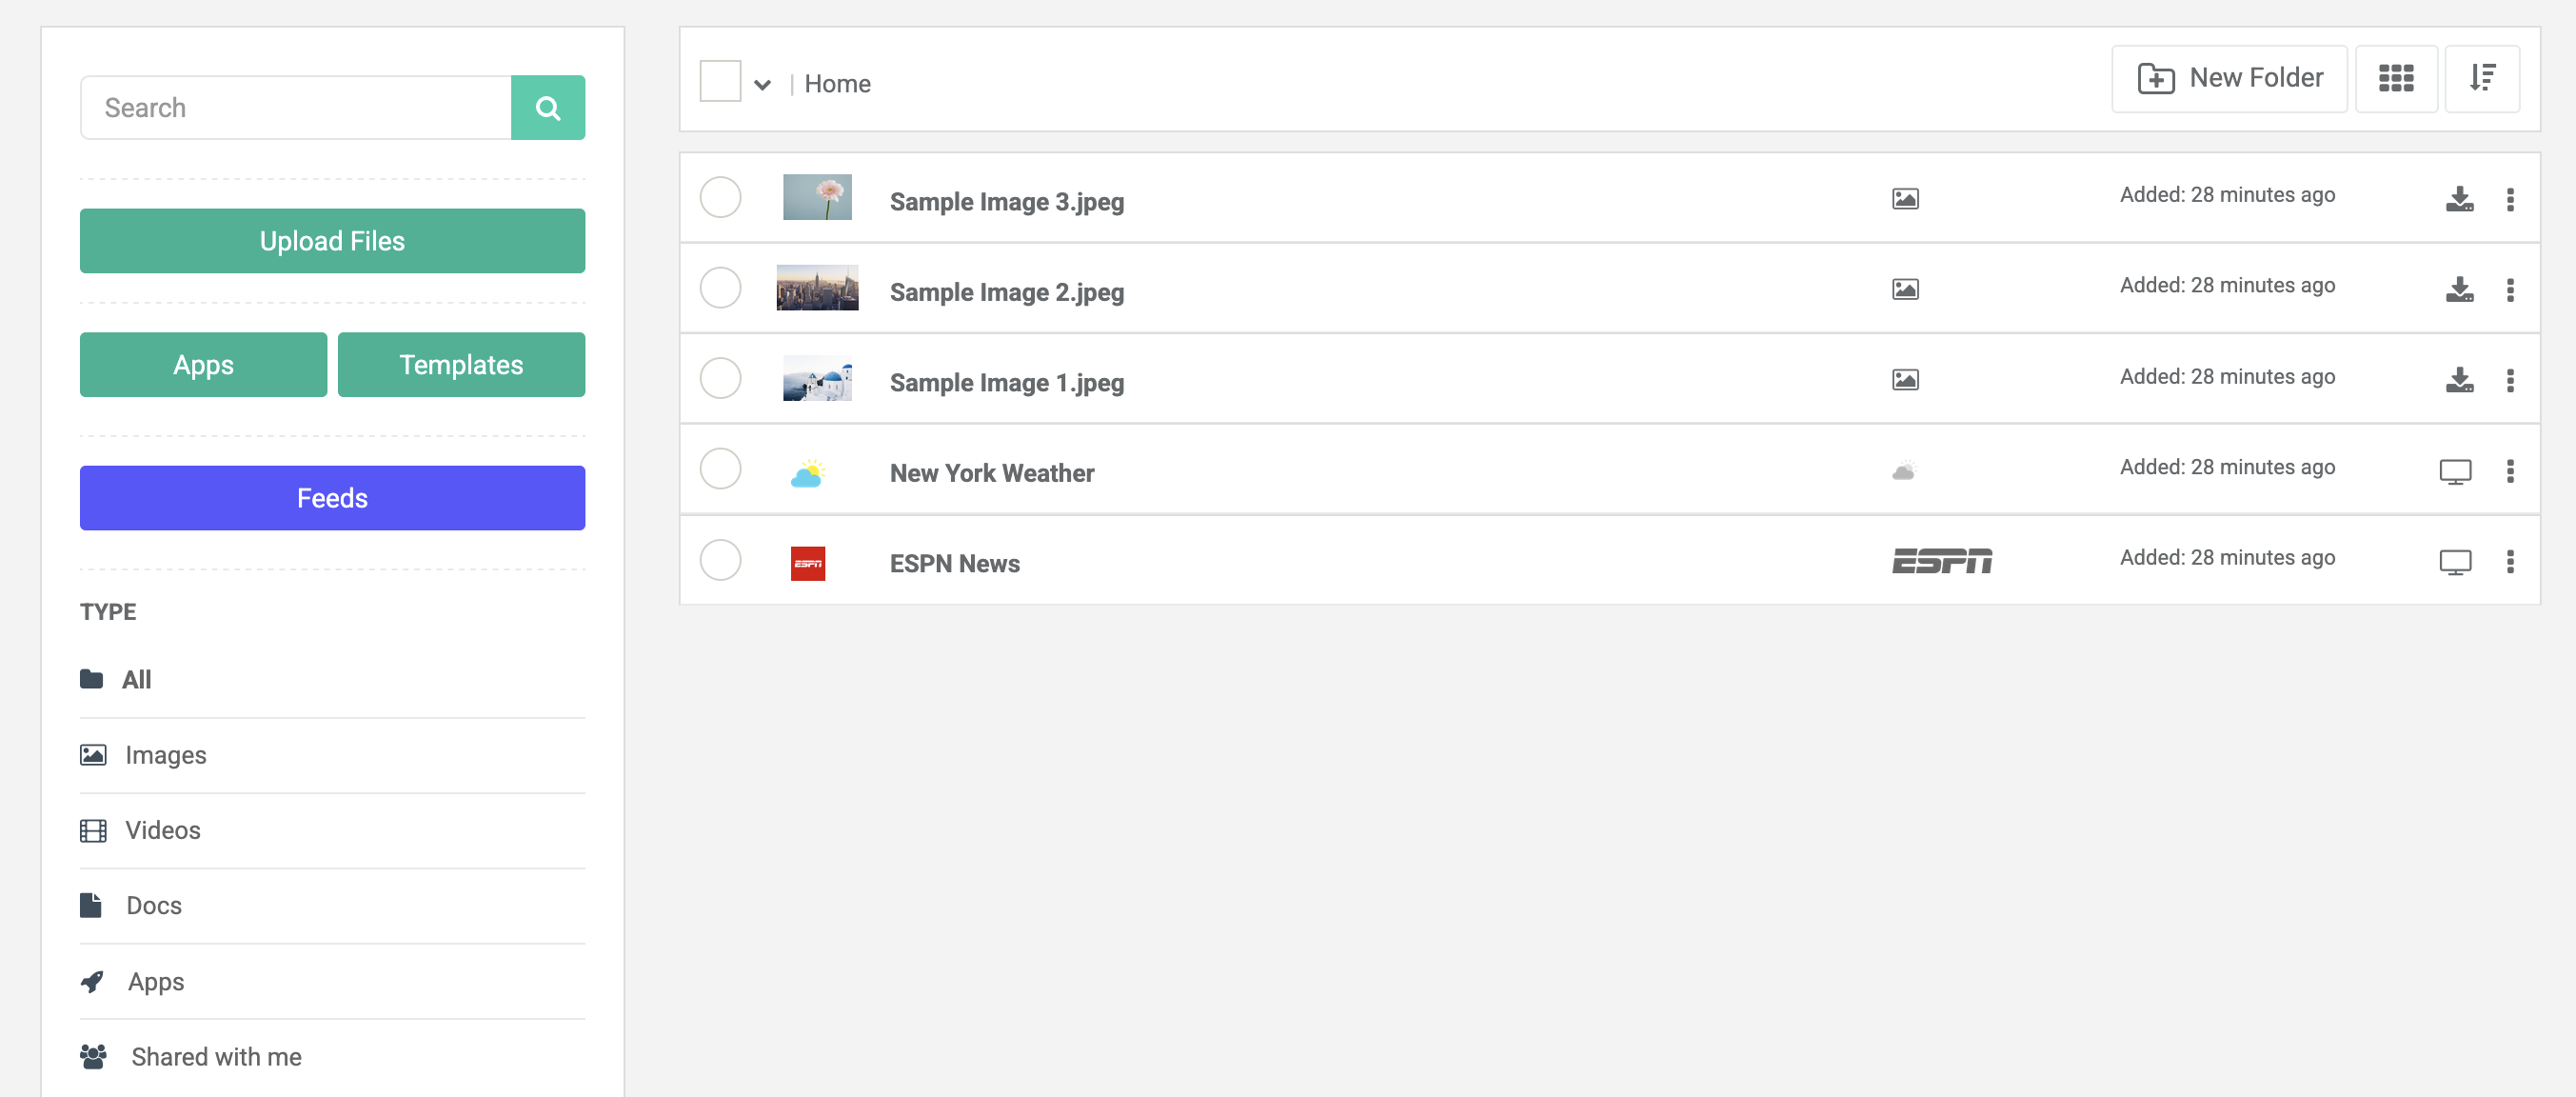 Search
Upload Files
Apps
Templates
Feeds
TYPE
All
Images
Videos
Docs
Apps
Shared with me
| Home
New Folder
Sample Image 3.jpeg
Added: 28 minutes ago
Sample Image 2.jpeg
Added: 28 minutes ago
Sample Image 1.jpeg
Added: 28 minutes ago
New York Weather
Added: 28 minutes ago
ESPN
ESPN News
ESPN
Added: 28 minutes ago